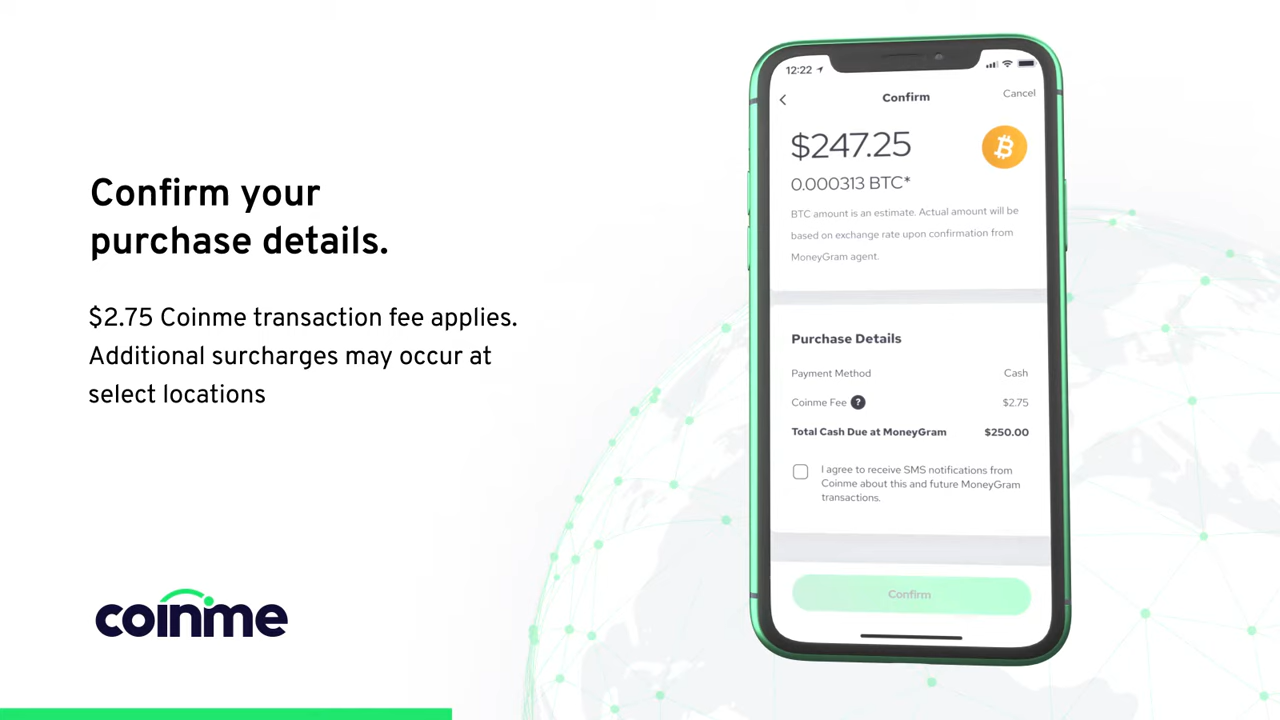 Confirm your
purchase details.
$2.75 Coinme transaction fee applies.
Additional surcharges may occur at
select locations
coinme
12:22
Confirm
Cancel
$247.25
0.000313 BTC*
BTC amount is an estimate. Actual amount will be
based on exchange rate upon confirmation from
MoneyGram agent.
Purchase Details
Payment Method Cash
Coinme Fee ? $2.75
Total Cash Due at MoneyGram $250.00
I agree to receive SMS notifications from
Coinme about this and future MoneyGram
transactions.
Confirm